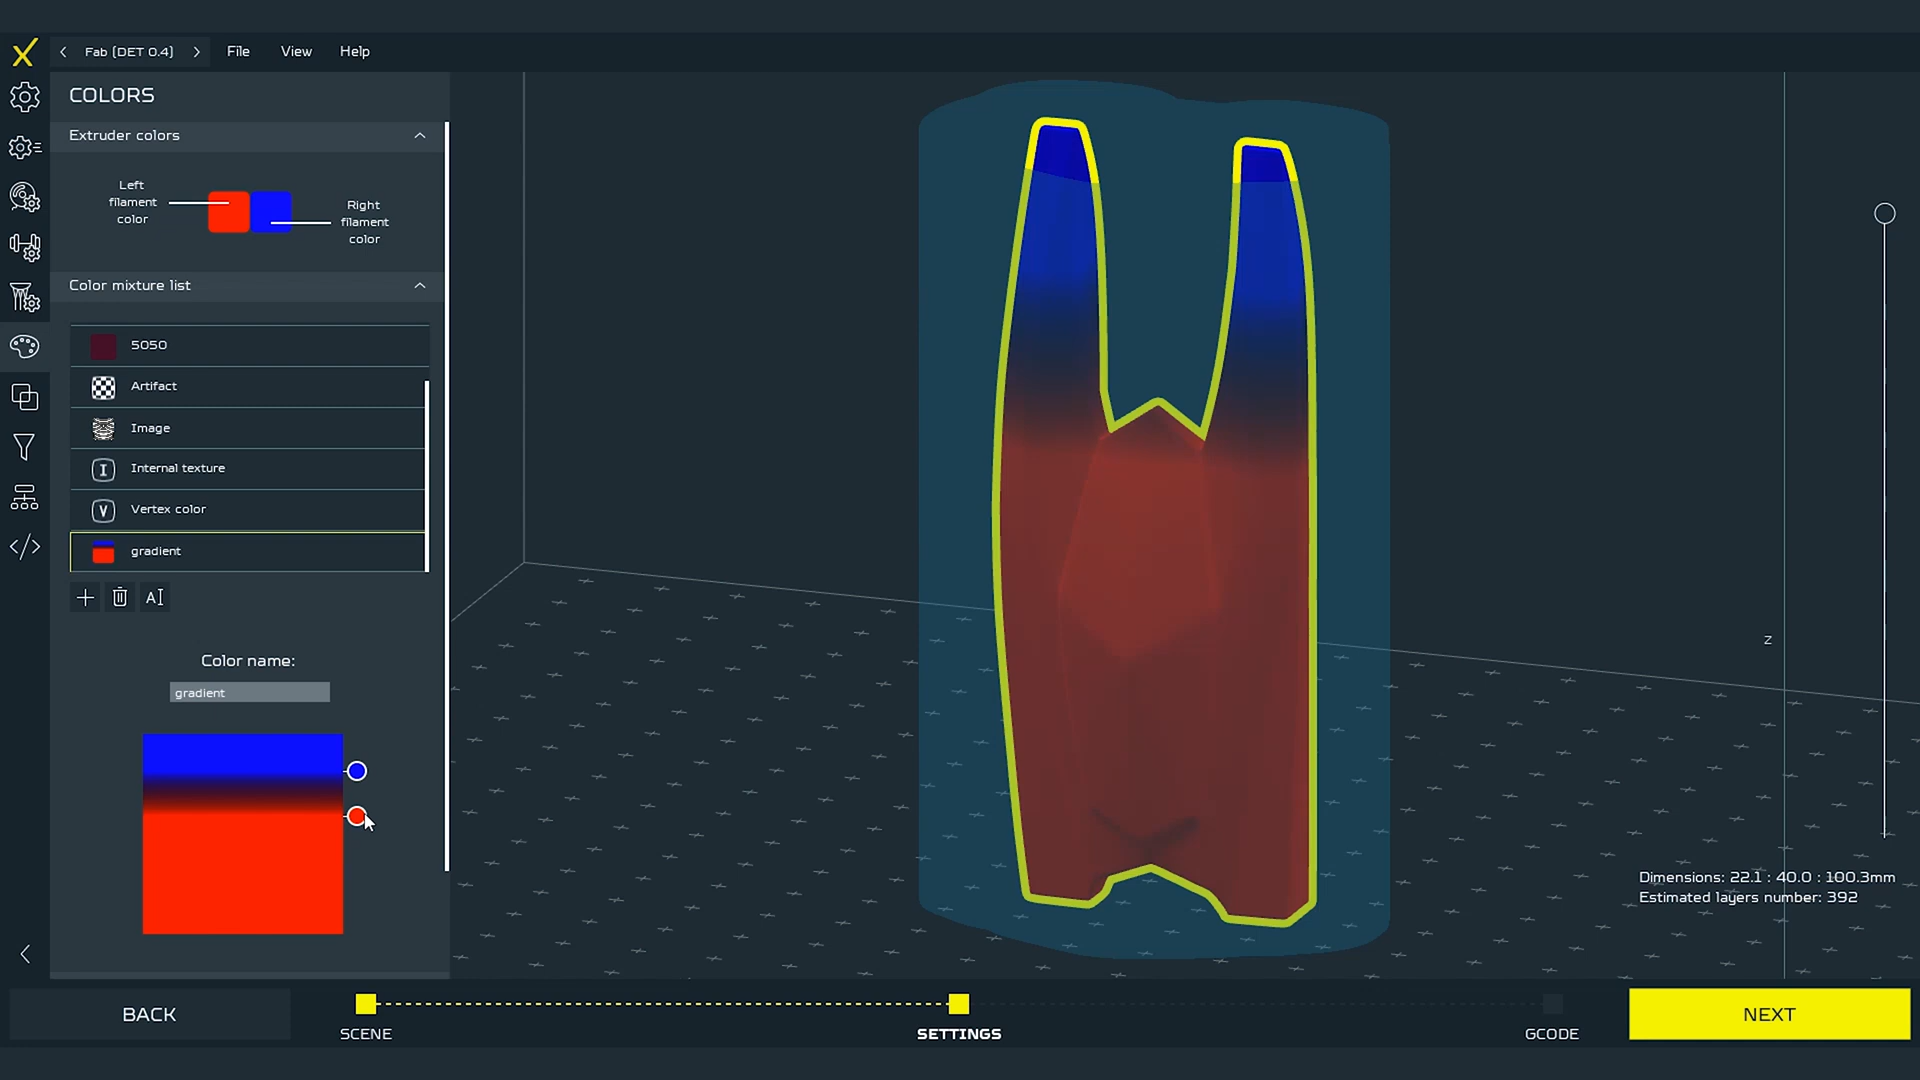 Fab (DET 0.4)
File
View
Help
COLORS
Extruder colors
Left
filament
color
Right
filament
color
Color mixture list
5050
Artifact
Image
I
Internal texture
V
Vertex color
gradient
AI
Color name:
gradient
Z
Dimensions: 22.1 : 40.0 : 100.3mm
Estimated layers number: 392
BACK
SCENE
SETTINGS
GCODE
NEXT